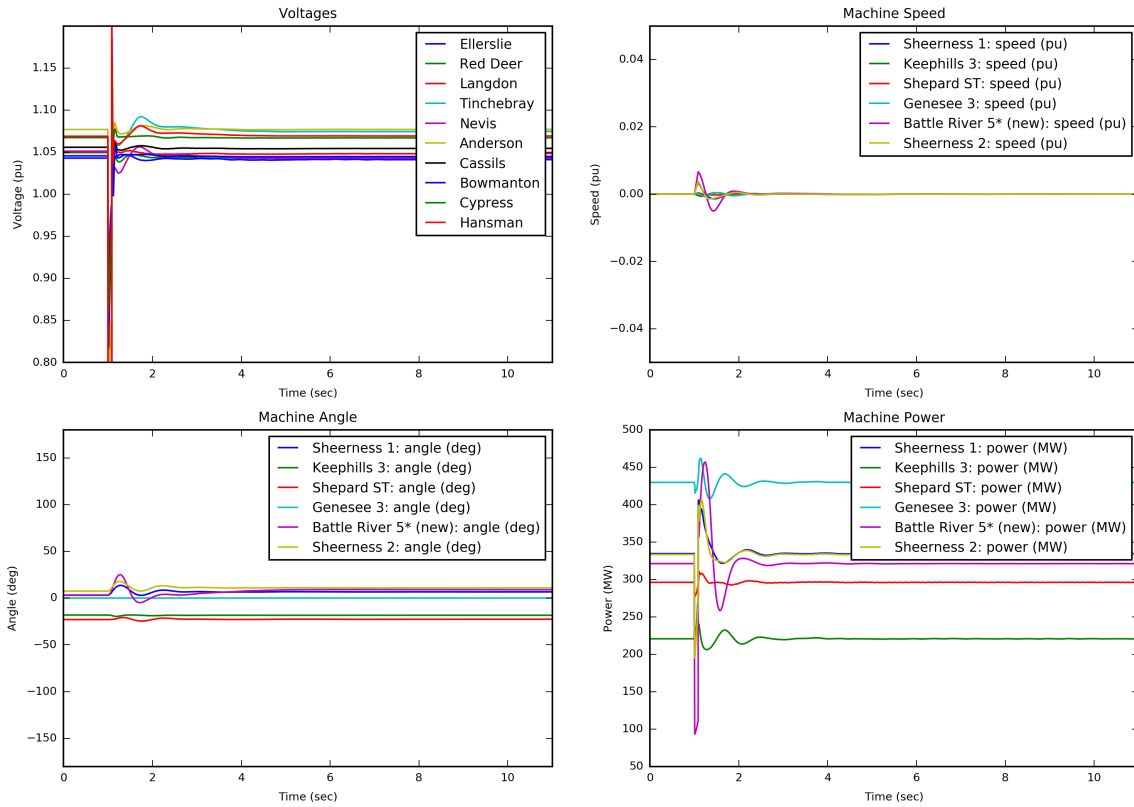 Voltages
1.15
1.10
1.05
1.00
0.95
0.90
0.85
0.80
Voltage (pu)
0 2 4 6 8 10
Time (sec)
Ellerslie
Red Deer
Langdon
Tinchebray
Nevis
Anderson
Cassils
Bowmanton
Cypress
Hansman
Machine Speed
0.04
0.02
0.00
−0.02
−0.04
Speed (pu)
0 2 4 6 8 10
Time (sec)
Sheerness 1: speed (pu)
Keephills 3: speed (pu)
Shepard ST: speed (pu)
Genesee 3: speed (pu)
Battle River 5* (new): speed (pu)
Sheerness 2: speed (pu)
Machine Angle
150
100
50
0
−50
−100
−150
Angle (deg)
0 2 4 6 8 10
Time (sec)
Sheerness 1: angle (deg)
Keephills 3: angle (deg)
Shepard ST: angle (deg)
Genesee 3: angle (deg)
Battle River 5* (new): angle (deg)
Sheerness 2: angle (deg)
Machine Power
500
450
400
350
300
250
200
150
100
50
Power (MW)
0 2 4 6 8 10
Time (sec)
Sheerness 1: power (MW)
Keephills 3: power (MW)
Shepard ST: power (MW)
Genesee 3: power (MW)
Battle River 5* (new): power (MW)
Sheerness 2: power (MW)